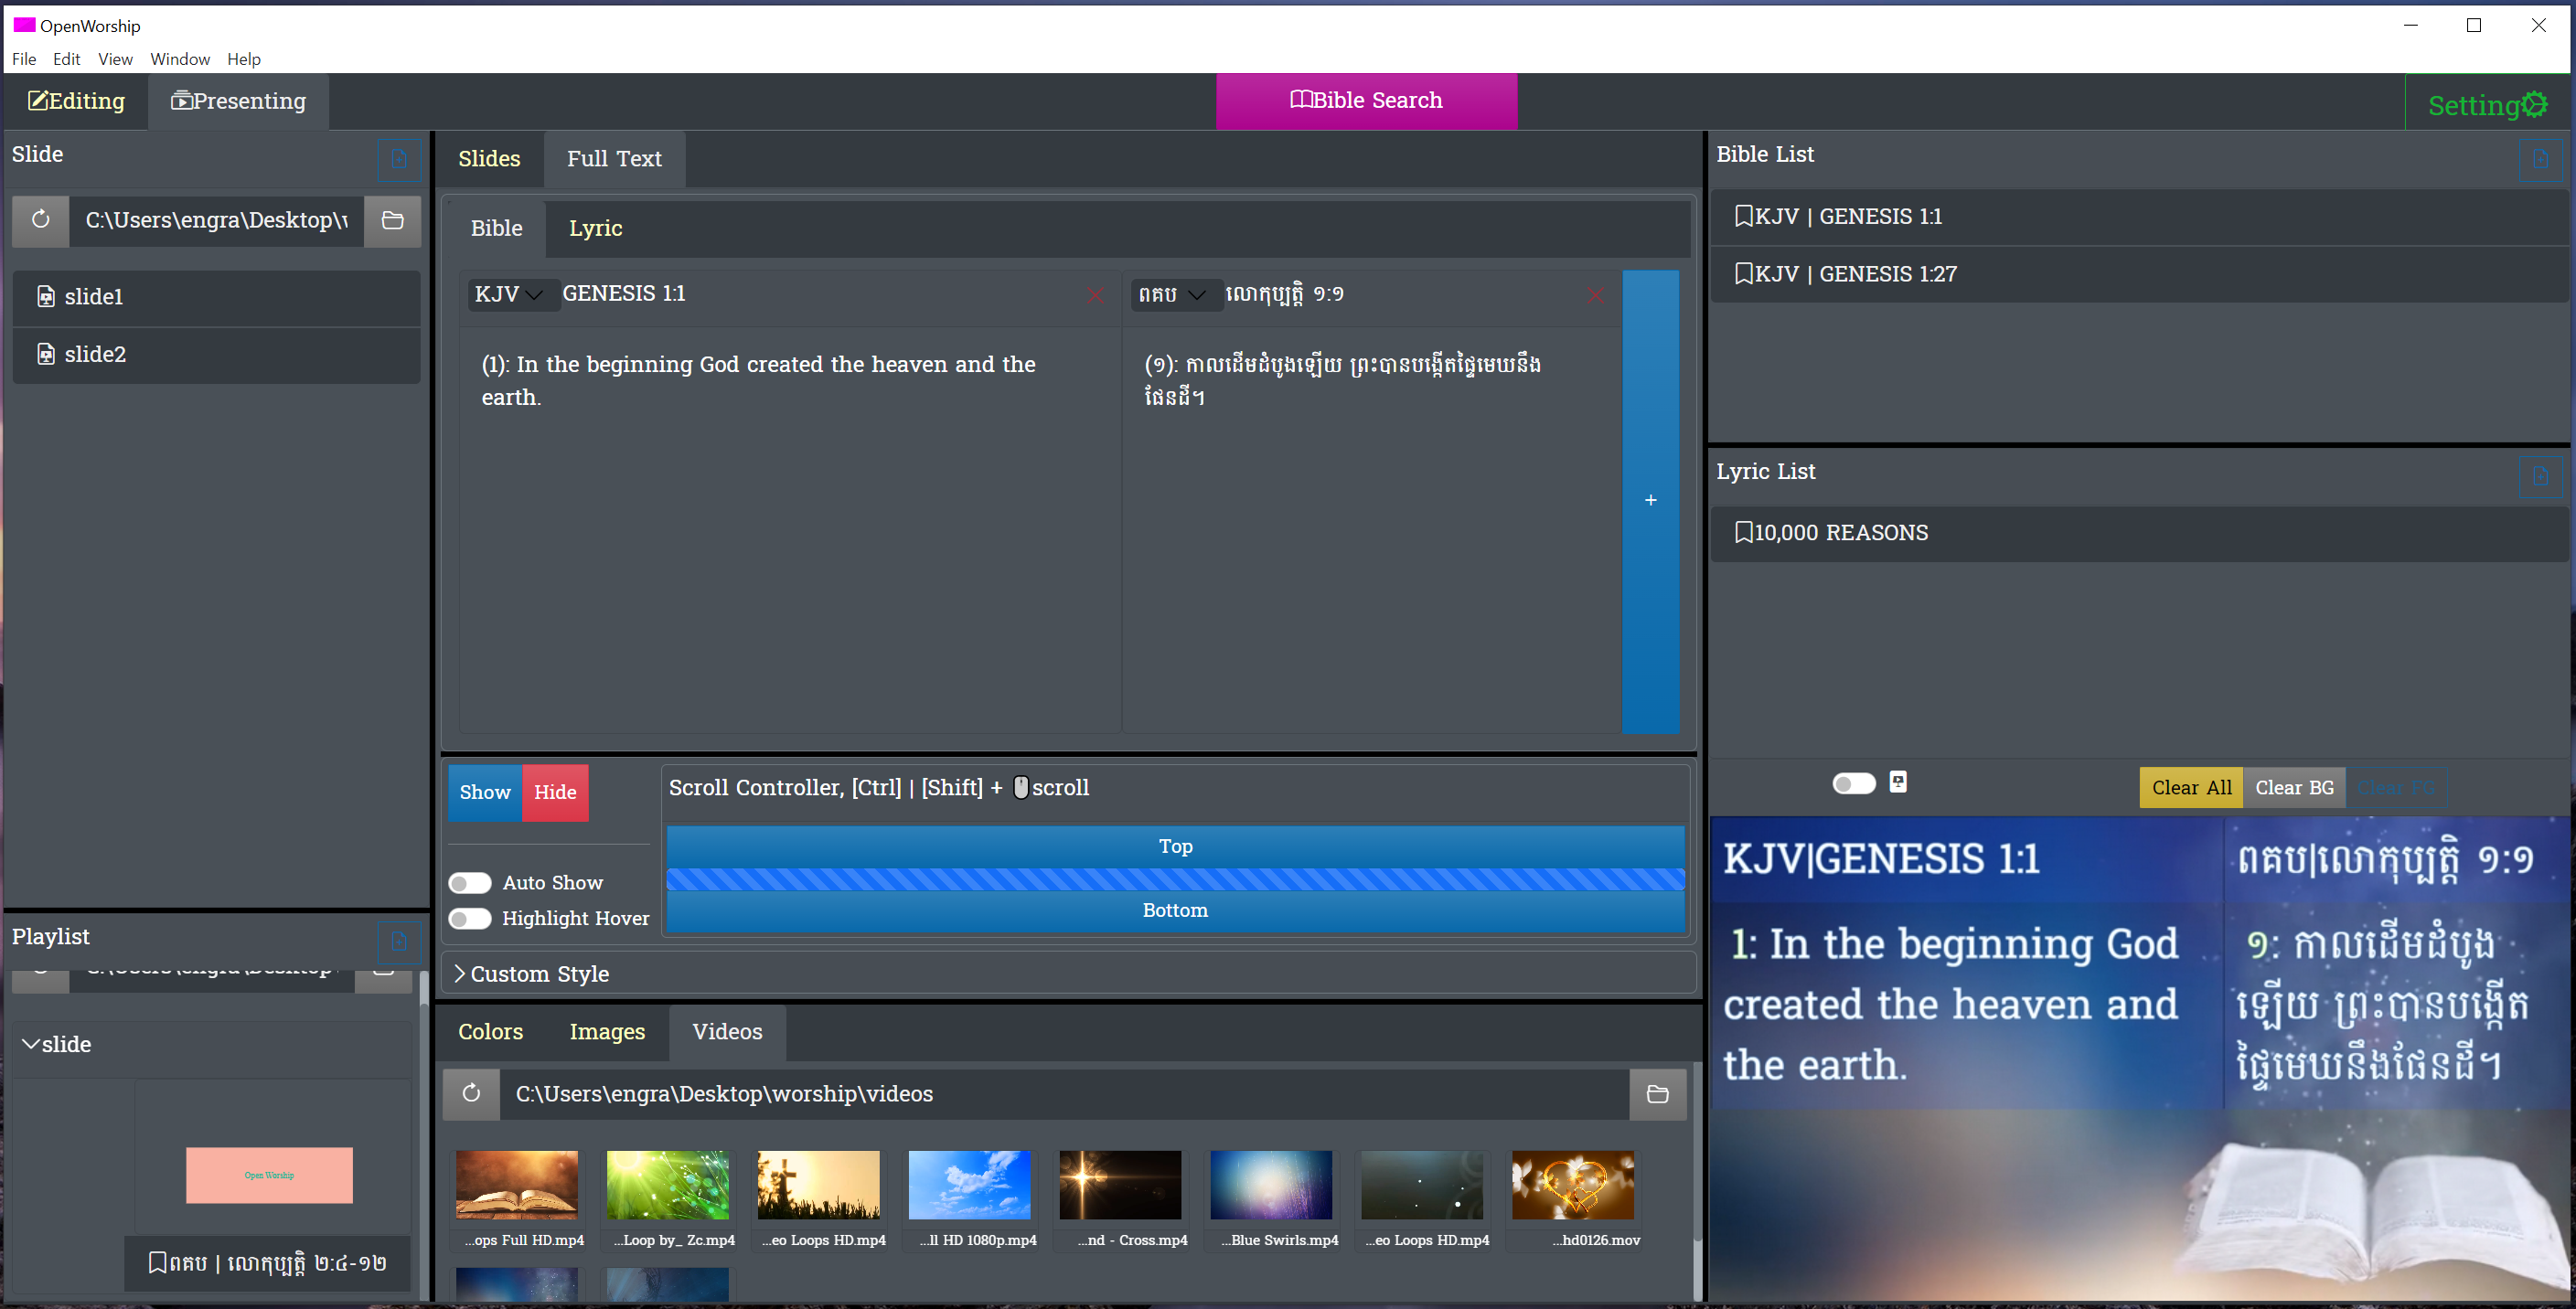 OpenWorship
File Edit View Window Help
Editing
Presenting
Bible Search
Setting
Slide
C:\Users\engra\Desktop\
slide1
slide2
Playlist
slide
Open Worship
ពគប | លោកុប្បត្តិ ២:៤-១២
Slides
Full Text
Bible
Lyric
KJV GENESIS 1:1
(1): In the beginning God created the heaven and the
earth.
ពគប លោកុប្បត្តិ ១:១
(១): កាលដើមដំបូងឡើយ ព្រះបានបង្កើតផ្ទៃមេឃនឹង
ផែនដី។
+
Show
Hide
Auto Show
Highlight Hover
Scroll Controller, [Ctrl] | [Shift] + scroll
Top
Bottom
Custom Style
Colors
Images
Videos
C:\Users\engra\Desktop\worship\videos
...ops Full HD.mp4
...Loop by_ Zc.mp4
...eo Loops HD.mp4
...ll HD 1080p.mp4
...nd - Cross.mp4
...Blue Swirls.mp4
...eo Loops HD.mp4
...hd0126.mov
Bible List
KJV | GENESIS 1:1
KJV | GENESIS 1:27
Lyric List
10,000 REASONS
Clear All
Clear BG
Clear FG
KJV|GENESIS 1:1
1: In the beginning God
created the heaven and
the earth.
ពគប|លោកុប្បត្តិ ១:១
១: កាលដើមដំបូង
ឡើយ ព្រះបានបង្កើត
ផ្ទៃមេឃនឹងផែនដី។